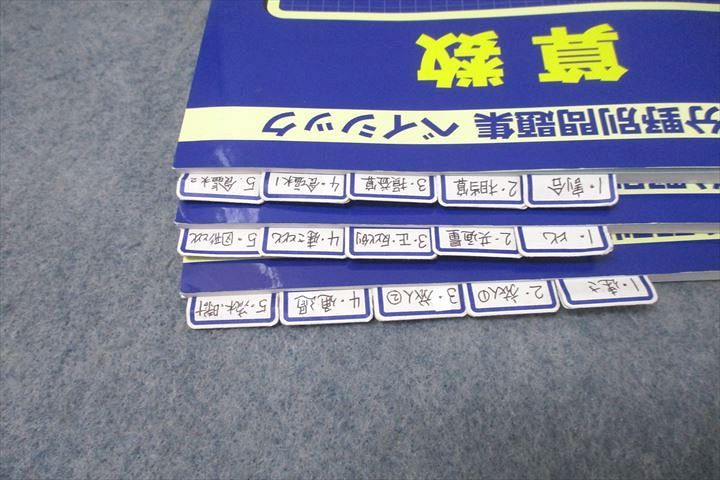 1・速さ
2・旅人①
3・旅人②
4・通過
5・流水・時計
1・比
2・共通量
3・正・反比例
4・速さと比
5・図形と比
1・割合
2・相当算
3・損益算
4・食塩水1
5・食塩水2
分野別問題集 ベイシック
算数